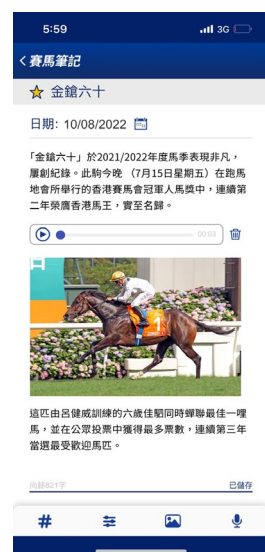 5:59
3G
賽馬筆記
金鎗六十
日期: 10/08/2022
「金鎗六十」於2021/2022年度馬季表現非凡，
屢創紀錄。此駒今晚 （7月15日星期五）在跑馬
地會所舉行的香港賽馬會冠軍人馬獎中，連續第
二年榮膺香港馬王，實至名歸。
00:03
1
這匹由呂健威訓練的六歲佳駟同時蟬聯最佳一哩
馬，並在公眾投票中獲得最多票數，連續第三年
當選最受歡迎馬匹。
尚餘821字
已儲存
#